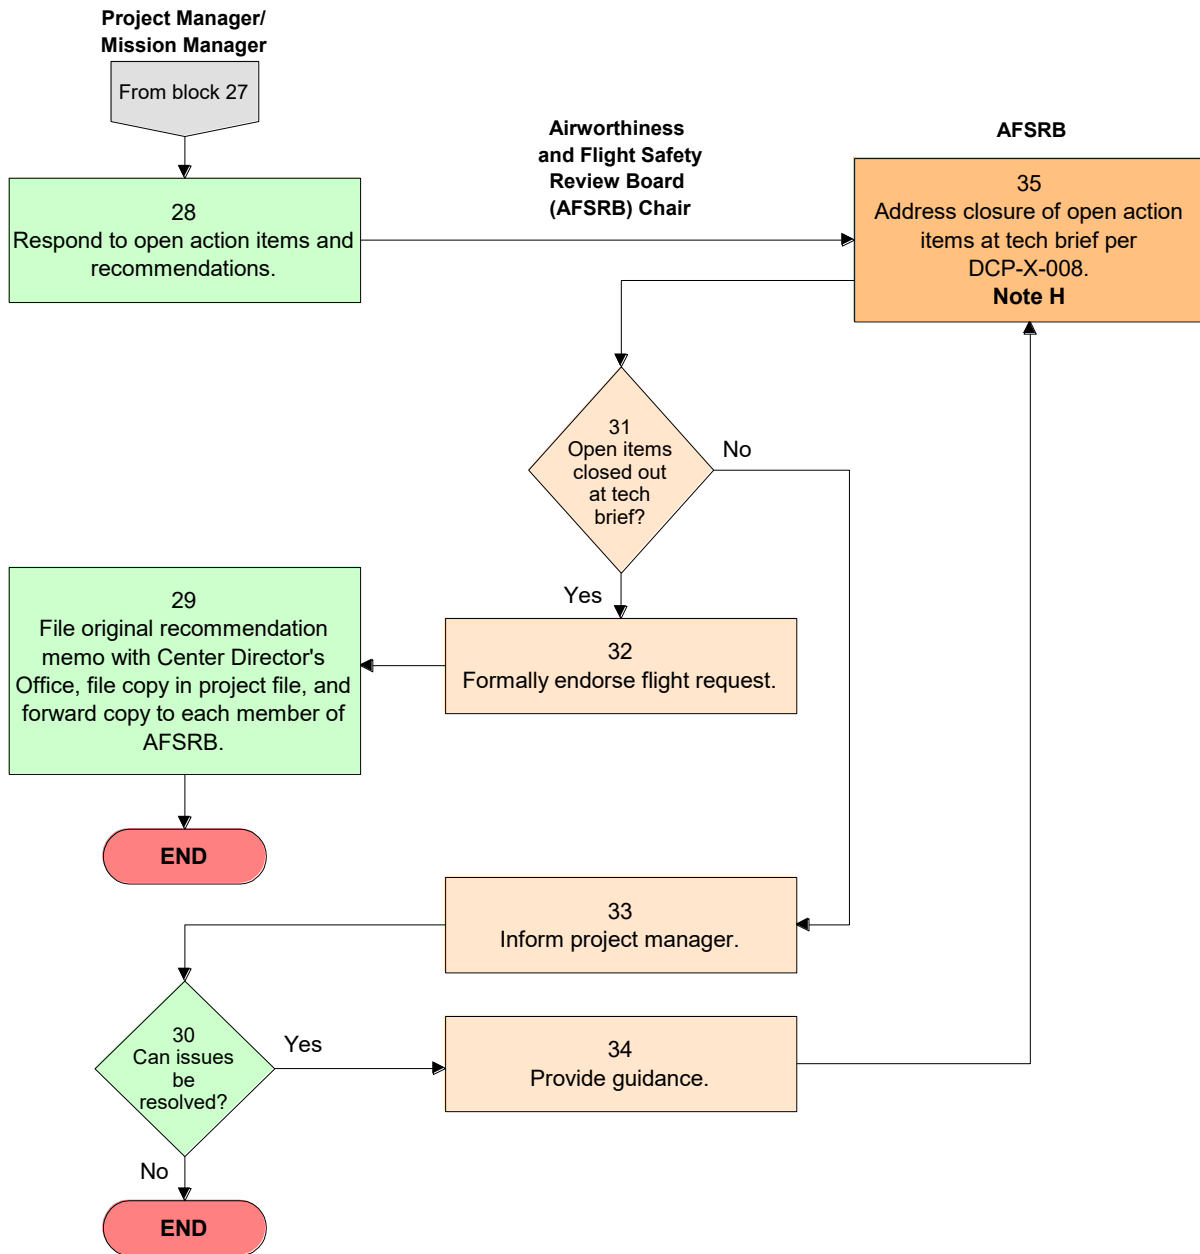 Project Manager/
Mission Manager
From block 27
Airworthiness
and Flight Safety
Review Board
(AFSRB) Chair
AFSRB
28
Respond to open action items and
recommendations.
35
Address closure of open action
items at tech brief per
DCP-X-008.
Note H
31
Open items
closed out
at tech
brief?
No
Yes
29
File original recommendation
memo with Center Director's
Office, file copy in project file, and
forward copy to each member of
AFSRB.
32
Formally endorse flight request.
END
33
Inform project manager.
30
Can issues
be
resolved?
Yes
34
Provide guidance.
No
END